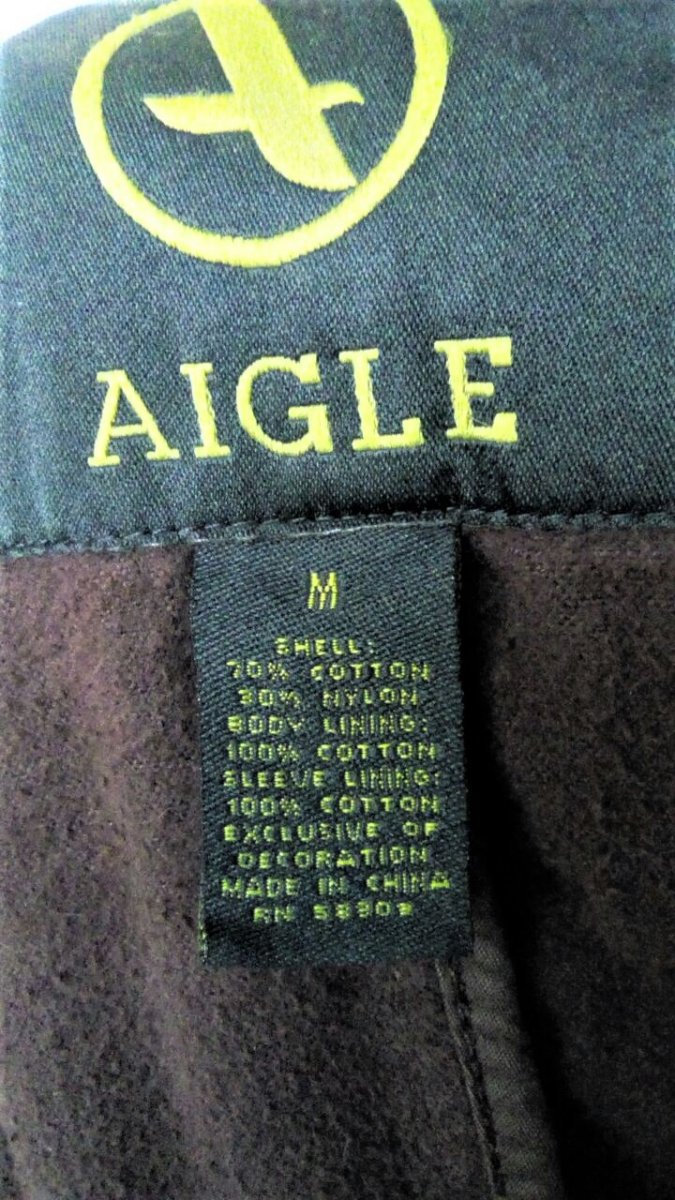 AIGLE
M
SHELL:
70% COTTON
30% NYLON
BODY LINING:
100% COTTON
SLEEVE LINING:
100% COTTON
EXCLUSIVE OF
DECORATION
MADE IN CHINA
RN